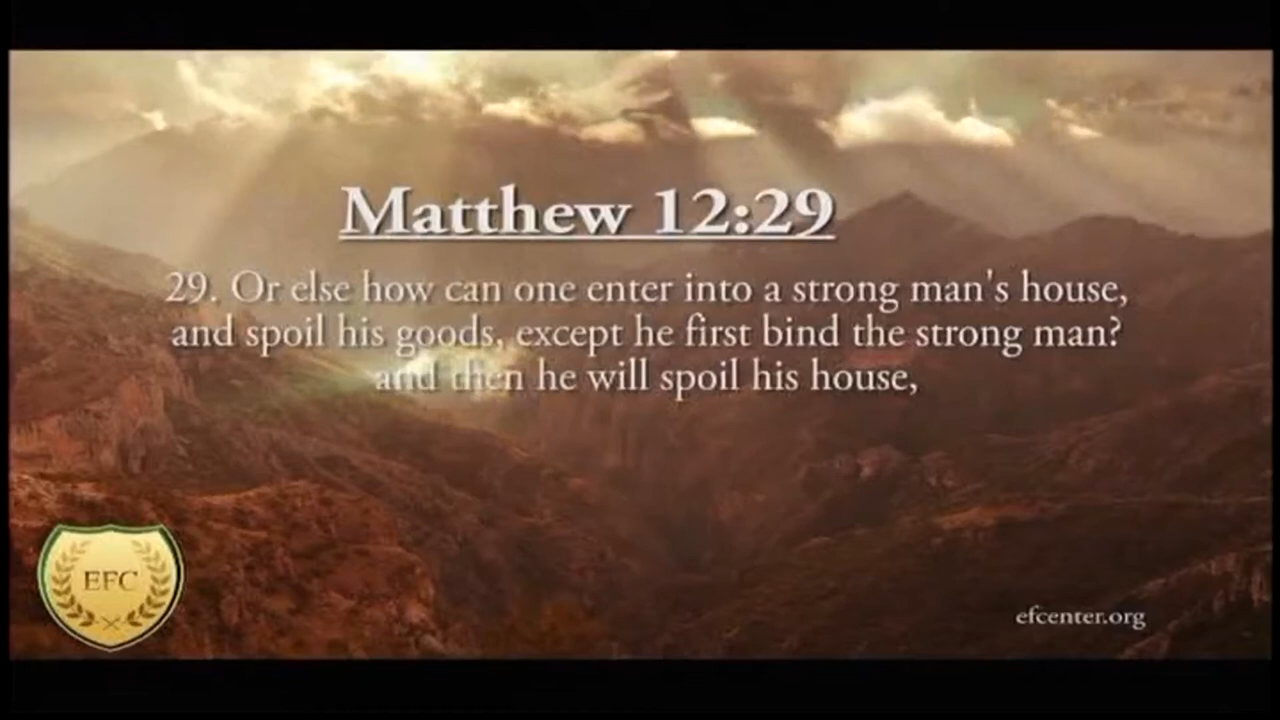 Matthew 12:29
29. Or else how can one enter into a strong man's house,
and spoil his goods, except he first bind the strong man?
and then he will spoil his house,
EFC
efcenter.org